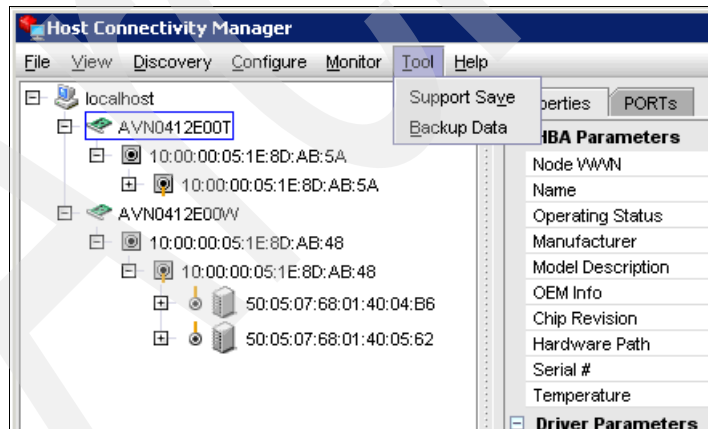 Host Connectivity Manager
File View Discovery Configure Monitor Tool Help
Support Save
Backup Data
localhost
AVN0412E00T
10:00:00:05:1E:8D:AB:5A
10:00:00:05:1E:8D:AB:5A
AVN0412E00W
10:00:00:05:1E:8D:AB:48
10:00:00:05:1E:8D:AB:48
50:05:07:68:01:40:04:B6
50:05:07:68:01:40:05:62
perties PORTs
HBA Parameters
Node WWN
Name
Operating Status
Manufacturer
Model Description
OEM Info
Chip Revision
Hardware Path
Serial #
Temperature
Driver Parameters